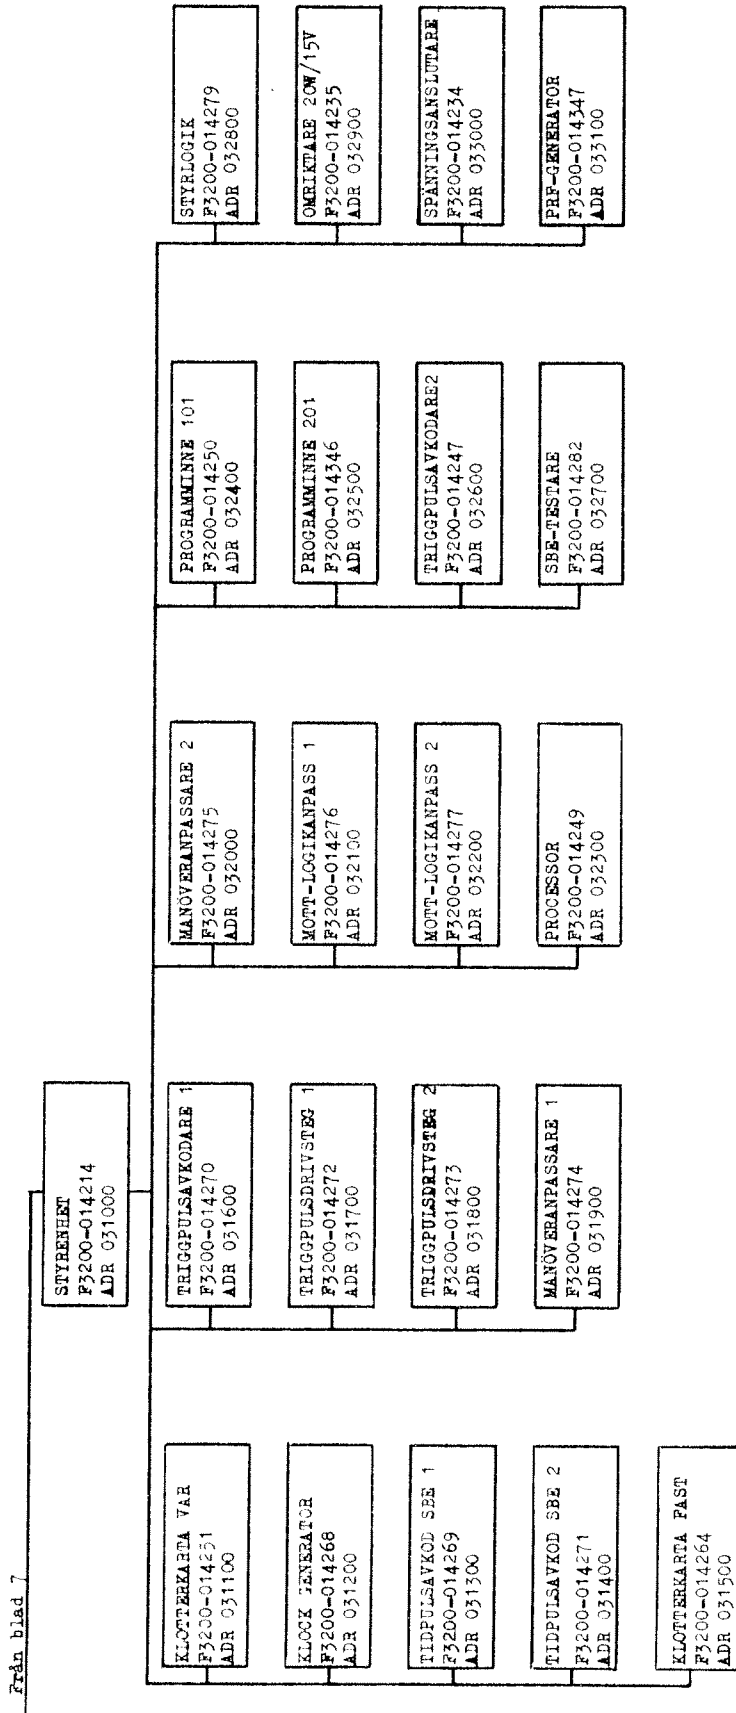 Från blad 7
STYRENHET
F3200-014214
ADR 031000
KLOTTERKARTA VAR
F3200-014251
ADR 031100
KLOCK GENERATOR
F3200-014268
ADR 031200
TIDPULSAVKOD SBE 1
F3200-014269
ADR 031300
TIDPULSAVKOD SBE 2
F3200-014271
ADR 031400
KLOTTERKARTA FAST
F3200-014264
ADR 031500
TRIGGPULSAVKODARE 1
F3200-014270
ADR 031600
TRIGGPULSDRIVSTEG 1
F3200-014272
ADR 031700
TRIGGPULSDRIVSTEG 2
F3200-014273
ADR 031800
MANÖVERANPASSARE 1
F3200-014274
ADR 031900
MANÖVERANPASSARE 2
F3200-014275
ADR 032000
MOTT-LOGIKANPASS 1
F3200-014276
ADR 032100
MOTT-LOGIKANPASS 2
F3200-014277
ADR 032200
PROCESSOR
F3200-014249
ADR 032300
PROGRAMMINNE 101
F3200-014250
ADR 032400
PROGRAMMINNE 201
F3200-014346
ADR 032500
TRIGGPULSAVKODARE2
F3200-014247
ADR 032600
SBE-TESTARE
F3200-014282
ADR 032700
STYRLOGIK
F3200-014279
ADR 032800
OMRIKTARE 20W/15V
F3200-014235
ADR 032900
SPÄNNINGSANSLUTARE
F3200-014234
ADR 033000
PRF-GENERATOR
F3200-014347
ADR 033100